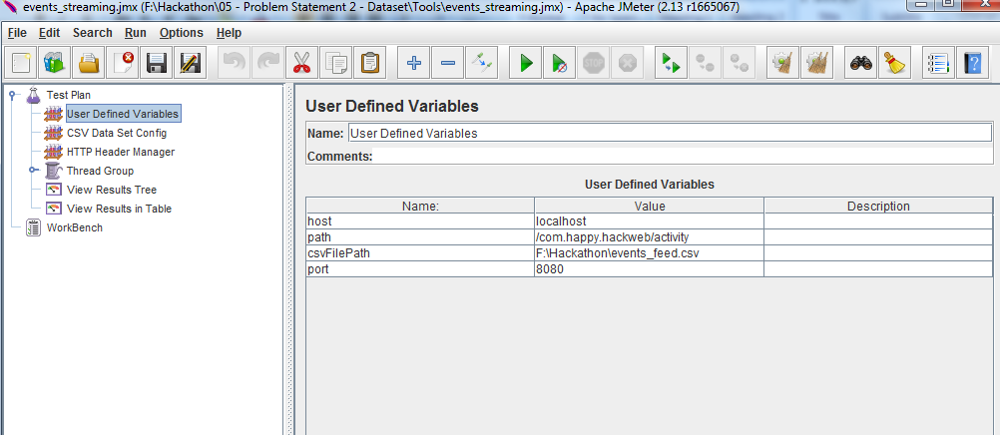 events_streaming.jmx (F:\Hackathon\05 - Problem Statement 2 - Dataset\Tools\events_streaming.jmx) - Apache JMeter (2.13 r1665067)
File Edit Search Run Options Help
Test Plan
User Defined Variables
CSV Data Set Config
HTTP Header Manager
Thread Group
View Results Tree
View Results in Table
WorkBench
User Defined Variables
Name: User Defined Variables
Comments:
User Defined Variables
Name: Value Description
host localhost
path /com.happy.hackweb/activity
csvFilePath F:\Hackathon\events_feed.csv
port 8080